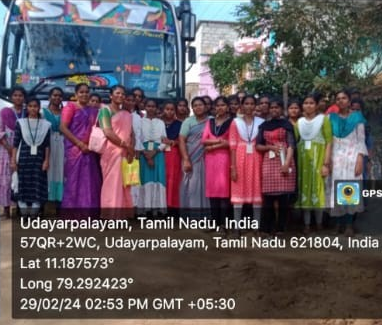 SVT
GPS
Udayarpalayam, Tamil Nadu, India
57QR+2WC, Udayarpalayam, Tamil Nadu 621804, India
Lat 11.187573°
Long 79.292423°
29/02/24 02:53 PM GMT +05:30